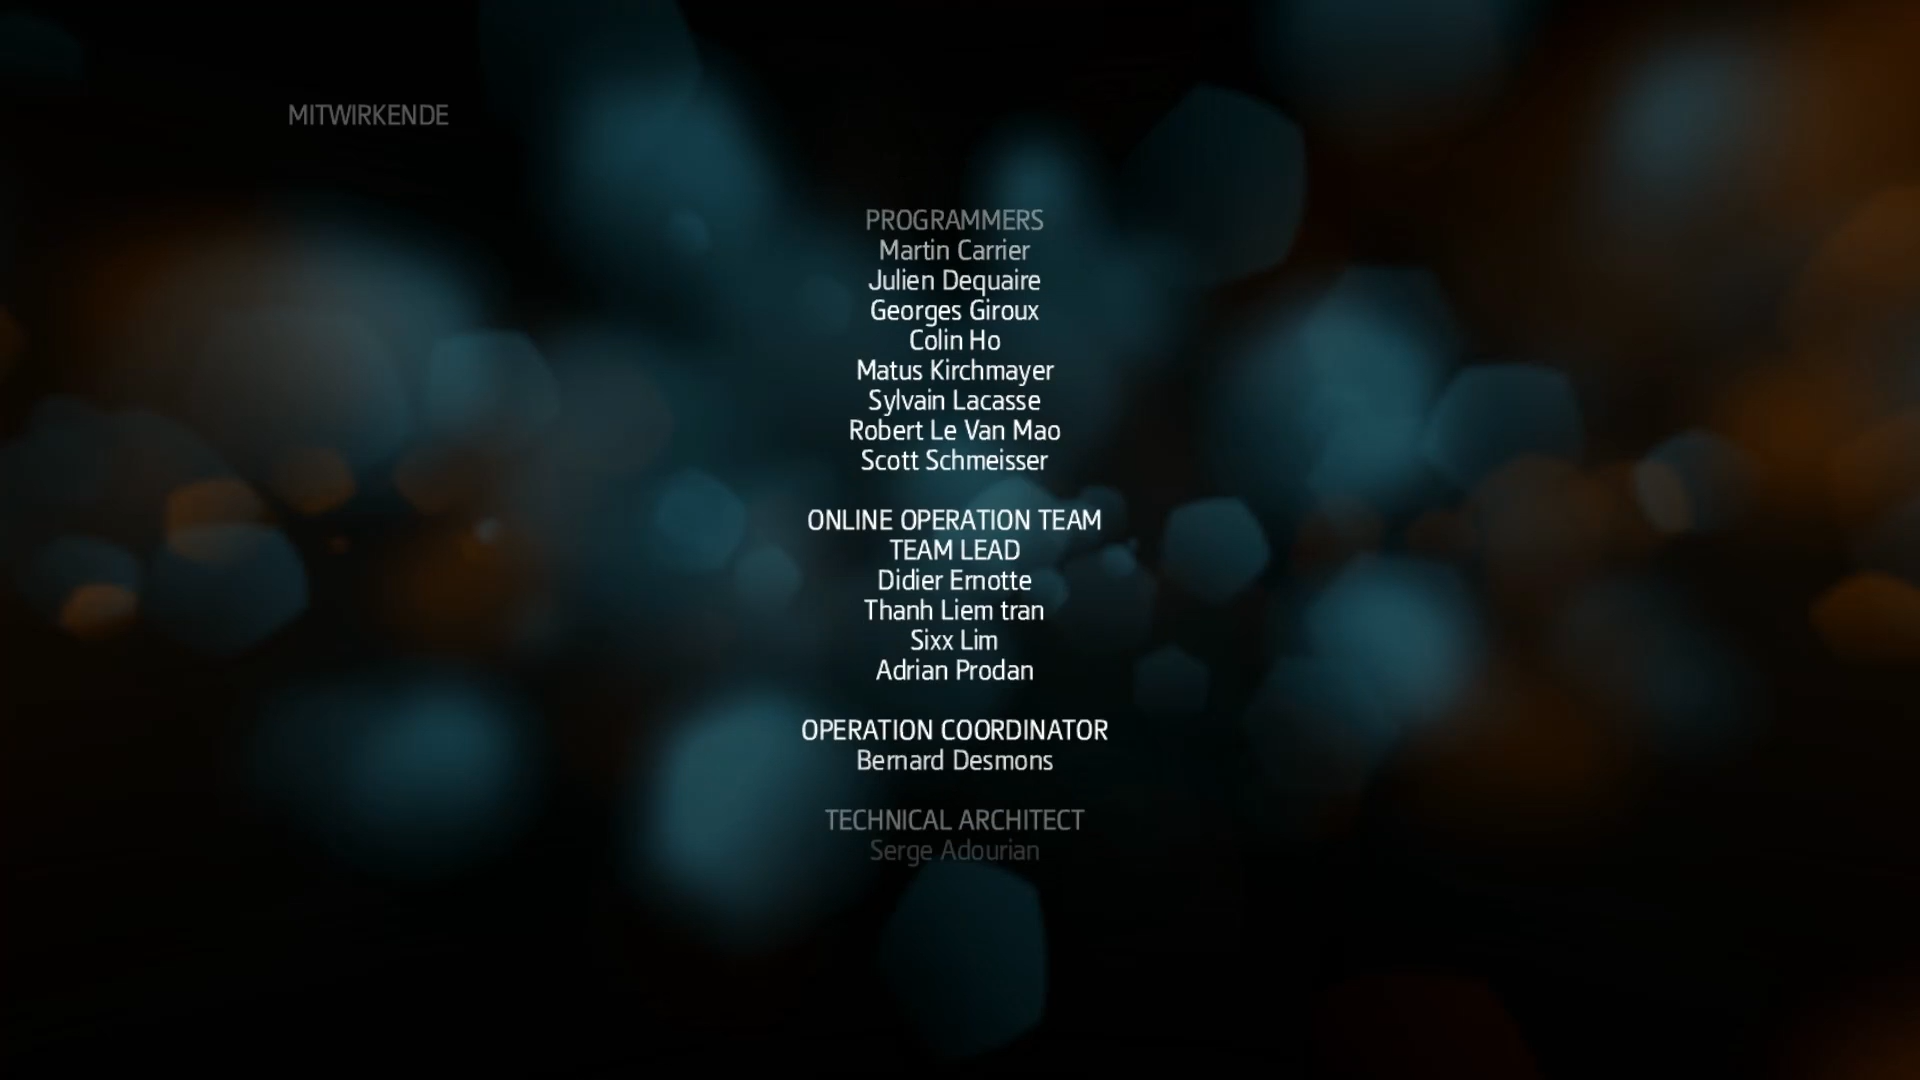 MITWIRKENDE
PROGRAMMERS
Martin Carrier
Julien Dequaire
Georges Giroux
Colin Ho
Matus Kirchmayer
Sylvain Lacasse
Robert Le Van Mao
Scott Schmeisser
ONLINE OPERATION TEAM
TEAM LEAD
Didier Ernotte
Thanh Liem tran
Sixx Lim
Adrian Prodan
OPERATION COORDINATOR
Bernard Desmons
TECHNICAL ARCHITECT
Serge Adourian